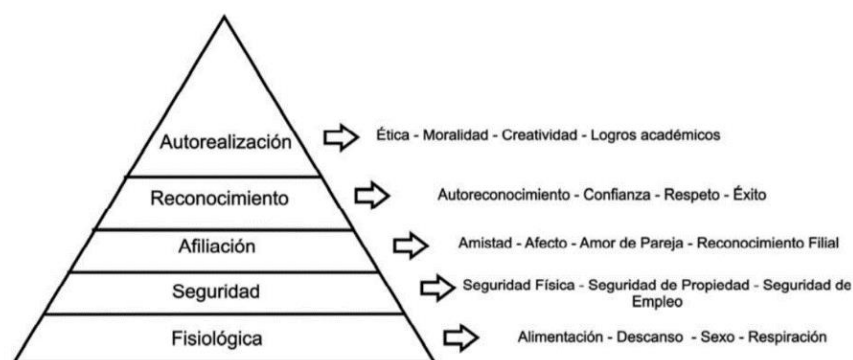 Autorealización
Ética - Moralidad - Creatividad - Logros académicos
Reconocimiento
Autoreconocimiento - Confianza - Respeto - Éxito
Afiliación
Amistad - Afecto - Amor de Pareja - Reconocimiento Filial
Seguridad
Seguridad Física - Seguridad de Propiedad - Seguridad de
Empleo
Fisiológica
Alimentación - Descanso - Sexo - Respiración